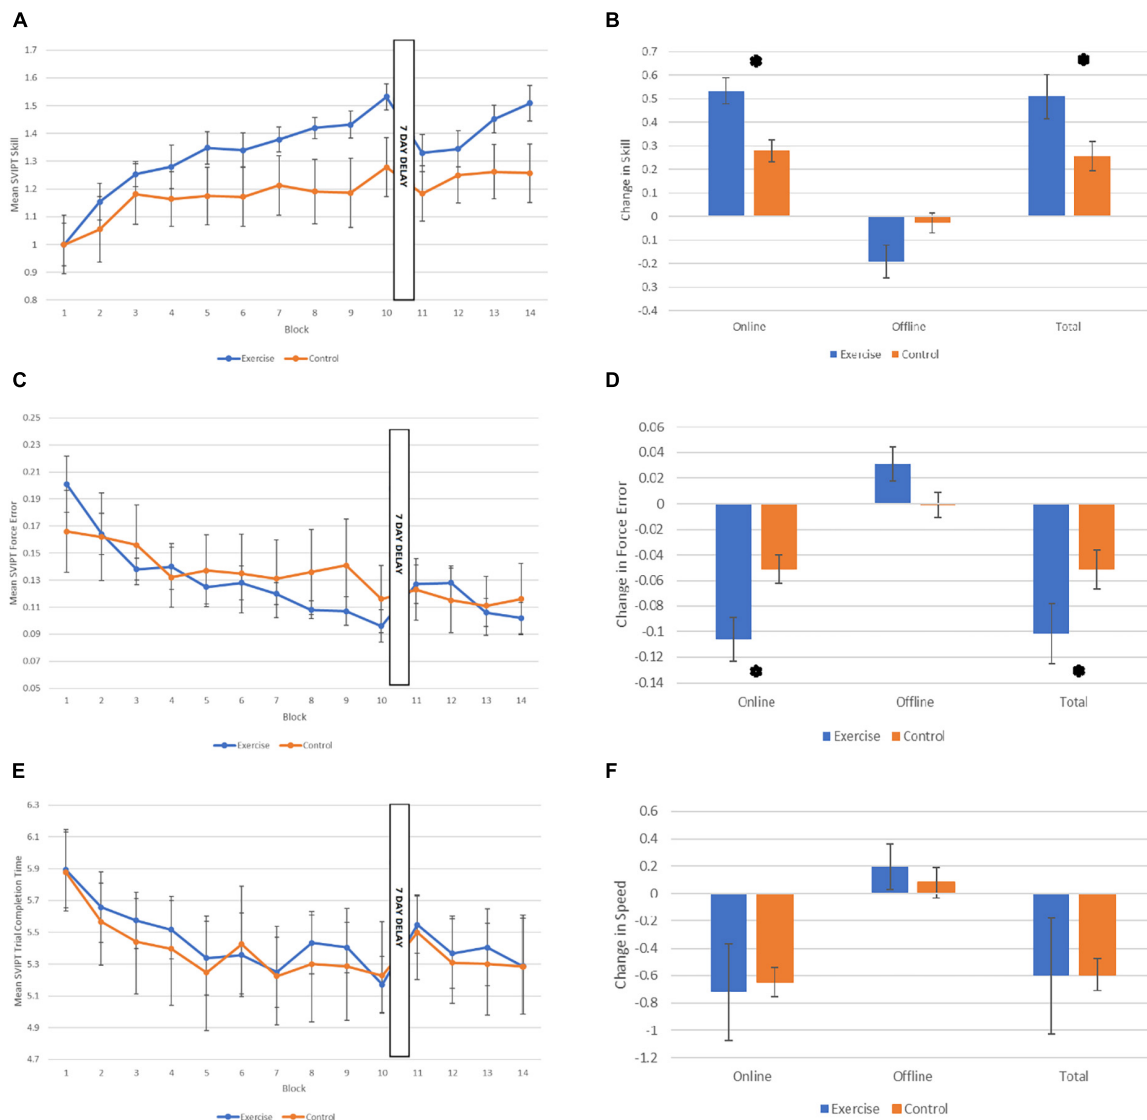 A
1.7
1.6
1.5
1.4
1.3
1.2
1.1
1
0.9
0.8
Mean SVIPT Skill
7 DAY DELAY
1 2 3 4 5 6 7 8 9 10 11 12 13 14
Block
Exercise Control
B
0.7
0.6
0.5
0.4
0.3
0.2
0.1
0
0.1
-0.2
-0.3
-0.4
Change in Skill
Online Offline Total
Exercise Control
C
0.25
0.23
0.21
0.19
0.17
0.15
0.13
0.11
0.09
0.07
0.05
Mean SVIPT Force Error
7 DAY DELAY
1 2 3 4 5 6 7 8 9 10 11 12 13 14
Block
Exercise Control
D
0.06
0.04
0.02
0
-0.02
-0.04
-0.06
-0.08
-0.1
-0.12
-0.14
Change in Force Error
Online Offline Total
Exercise Control
E
6.3
6.1
5.9
5.7
5.5
5.3
5.1
4.9
4.7
Mean SVIPT Trial Completion Time
7 DAY DELAY
1 2 3 4 5 6 7 8 9 10 11 12 13 14
Block
Exercise Control
F
0.6
0.4
0.2
0
-0.2
-0.4
-0.6
-0.8
-1
-1.2
Change in Speed
Online Offline Total
Exercise Control